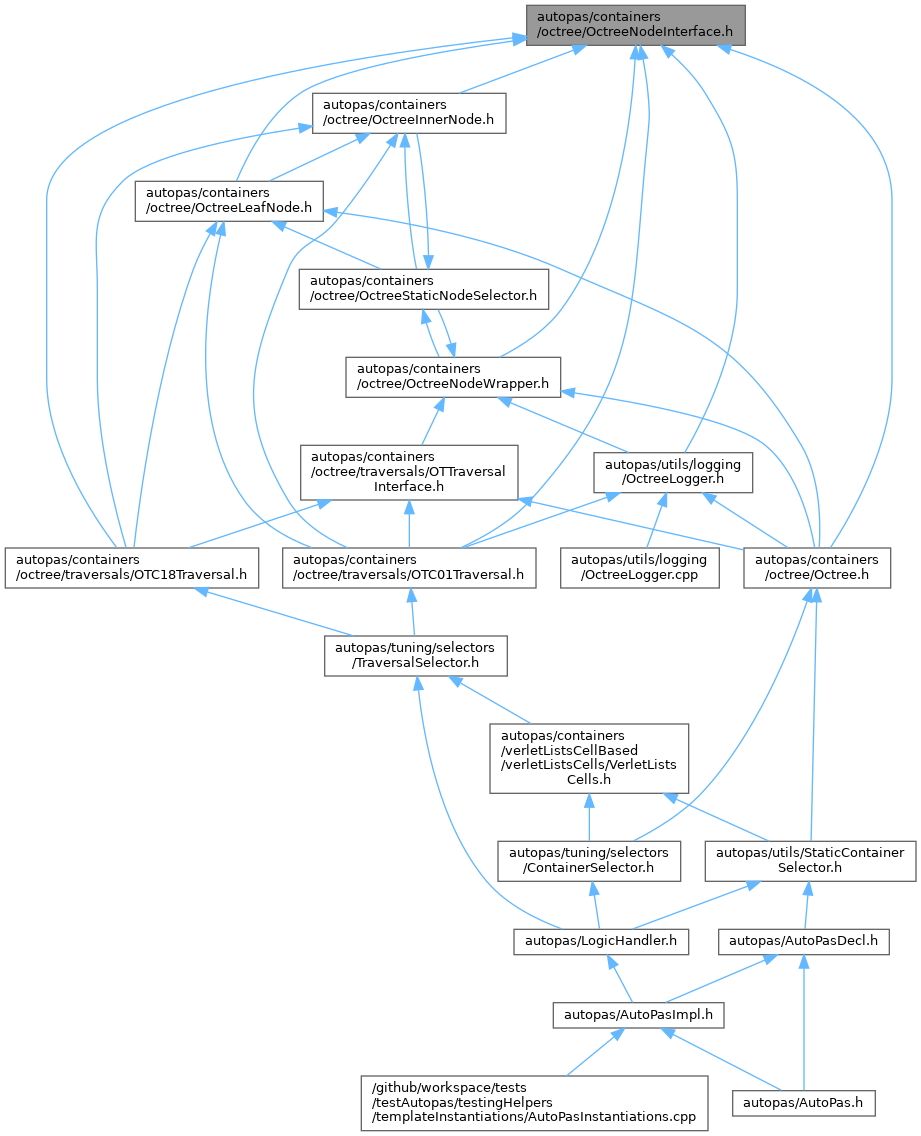 autopas/containers
/octree/OctreeNodeInterface.h
autopas/containers
/octree/OctreeInnerNode.h
autopas/containers
/octree/OctreeLeafNode.h
autopas/containers
/octree/OctreeStaticNodeSelector.h
autopas/containers
/octree/OctreeNodeWrapper.h
autopas/containers
/octree/traversals/OTTraversal
Interface.h
autopas/utils/logging
/OctreeLogger.h
autopas/containers
/octree/traversals/OTC18Traversal.h
autopas/containers
/octree/traversals/OTC01Traversal.h
autopas/utils/logging
/OctreeLogger.cpp
autopas/containers
/octree/Octree.h
autopas/tuning/selectors
/TraversalSelector.h
autopas/containers
/verletListsCellBased
/verletListsCells/VerletLists
Cells.h
autopas/tuning/selectors
/ContainerSelector.h
autopas/utils/StaticContainer
Selector.h
autopas/LogicHandler.h
autopas/AutoPasDecl.h
autopas/AutoPasImpl.h
/github/workspace/tests
/testAutopas/testingHelpers
/templateInstantiations/AutoPasInstantiations.cpp
autopas/AutoPas.h